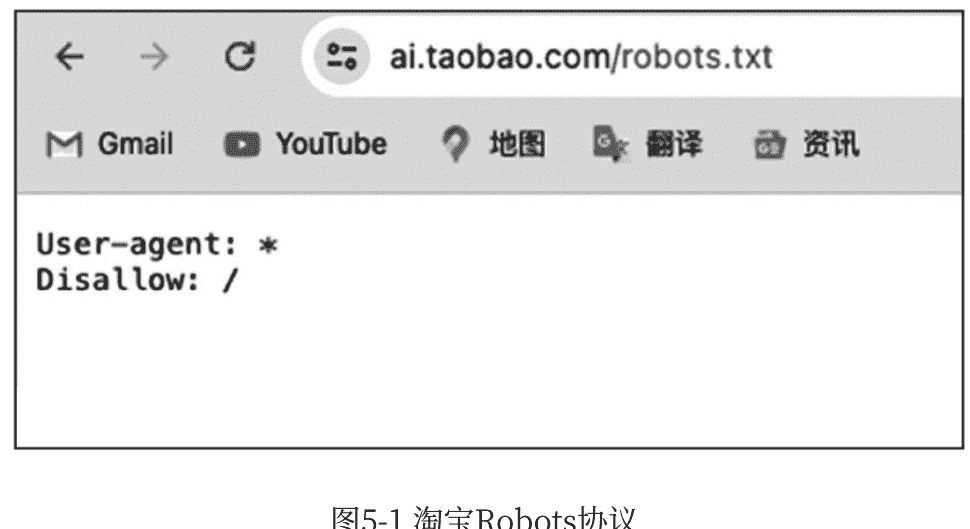 ai.taobao.com/robots.txt
Gmail YouTube 地图 翻译 资讯
User-agent: *
Disallow: /
图5-1 淘宝Robots协议